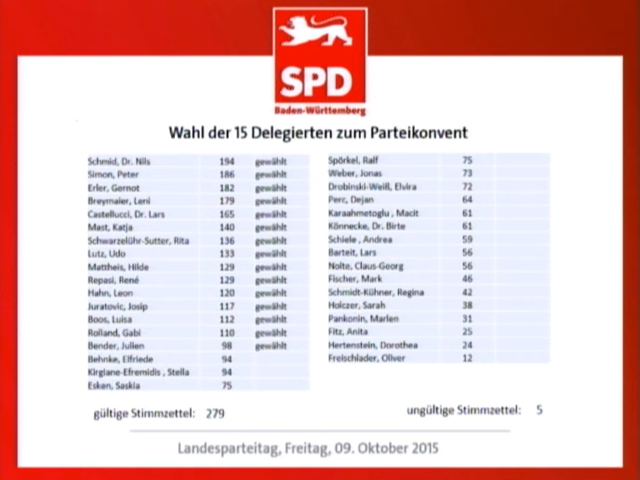 SPD
Baden-Württemberg
Wahl der 15 Delegierten zum Parteikonvent
Schmid, Dr. Nils 194 gewählt
Simon, Peter 186 gewählt
Erler, Gernot 182 gewählt
Breymaier, Leni 179 gewählt
Castellucci, Dr. Lars 165 gewählt
Mast, Katja 140 gewählt
Schwarzelühr-Sutter, Rita 136 gewählt
Lutz, Udo 133 gewählt
Mattheis, Hilde 129 gewählt
Repasi, René 129 gewählt
Hahn, Leon 120 gewählt
Juratovic, Josip 117 gewählt
Boos, Luisa 112 gewählt
Rolland, Gabi 110 gewählt
Bender, Julien 98 gewählt
Behnke, Elfriede 94
Kirgiane-Efremidis , Stella 94
Esken, Saskia 75
Spörkel, Ralf 75
Weber, Jonas 73
Drobinski-Weiß, Elvira 72
Perc, Dejan 64
Karaahmetoglu , Macit 61
Könnecke, Dr. Birte 61
Schiele , Andrea 59
Barteit, Lars 56
Nolte, Claus-Georg 56
Fischer, Mark 46
Schmidt-Kühner, Regina 42
Holczer, Sarah 38
Pankonin, Marlen 31
Fitz, Anita 25
Hertenstein, Dorothea 24
Freischlader, Oliver 12
gültige Stimmzettel: 279
ungültige Stimmzettel: 5
Landesparteitag, Freitag, 09. Oktober 2015